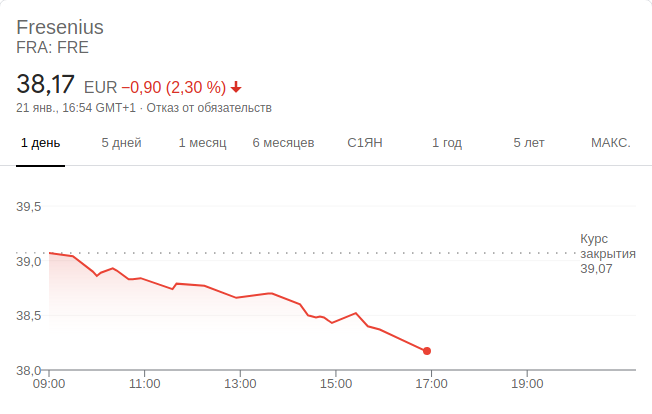 Fresenius
FRA: FRE
38,17 EUR −0,90 (2,30 %)
21 янв., 16:54 GMT+1 · Отказ от обязательств
1 день 5 дней 1 месяц 6 месяцев С1ЯН 1 год 5 лет МАКС.
39,5
Курс
закрытия
39,07
39,0
38,5
38,0
09:00 11:00 13:00 15:00 17:00 19:00